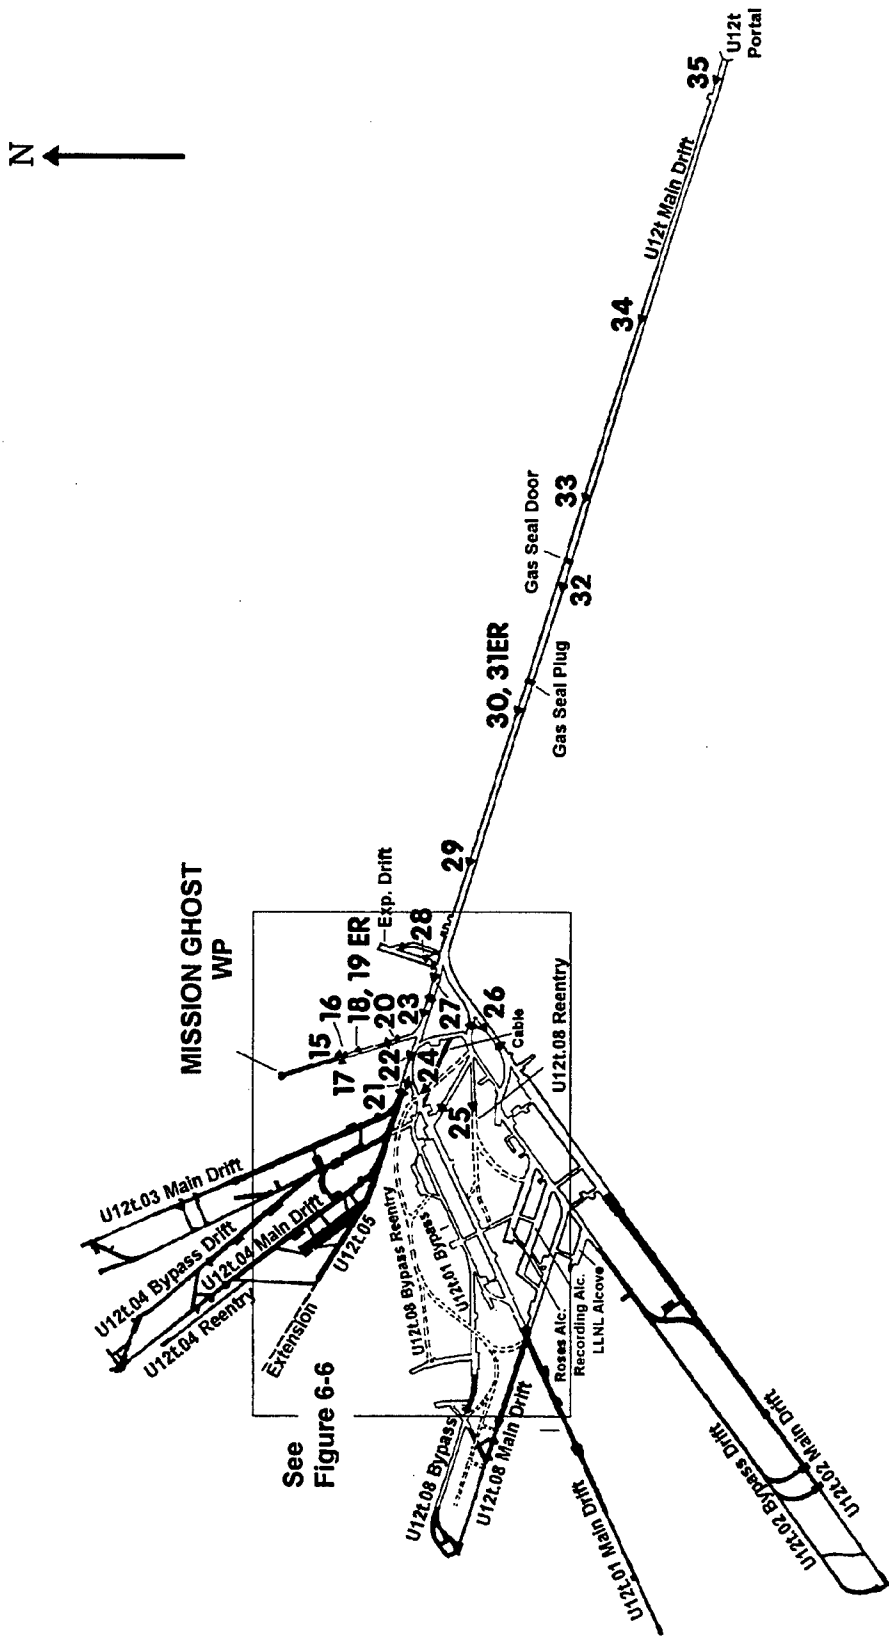 N
U12t
Portal
35
U12t Main Drift
34
33
Gas Seal Door
32
30, 31ER
Gas Seal Plug
29
MISSION GHOST
WP
Exp. Drift
28
18, 19 ER
16
15
20
23
17
22
21
24
27
26
Cable
25
U12t.08 Reentry
U12t.03 Main Drift
U12t.04 Bypass Drift
U12t.04 Main Drift
U12t.04 Reentry
U12t.05
Extension
U12t.08 Bypass Reentry
U12t.01 Bypass
Roses Alc.
Recording Alc.
LLNL Alcove
See
Figure 6-6
U12t.08 Bypass
U12t.08 Main Drift
U12t.01 Main Drift
U12t.02 Bypass Drift
U12t.02 Main Drift